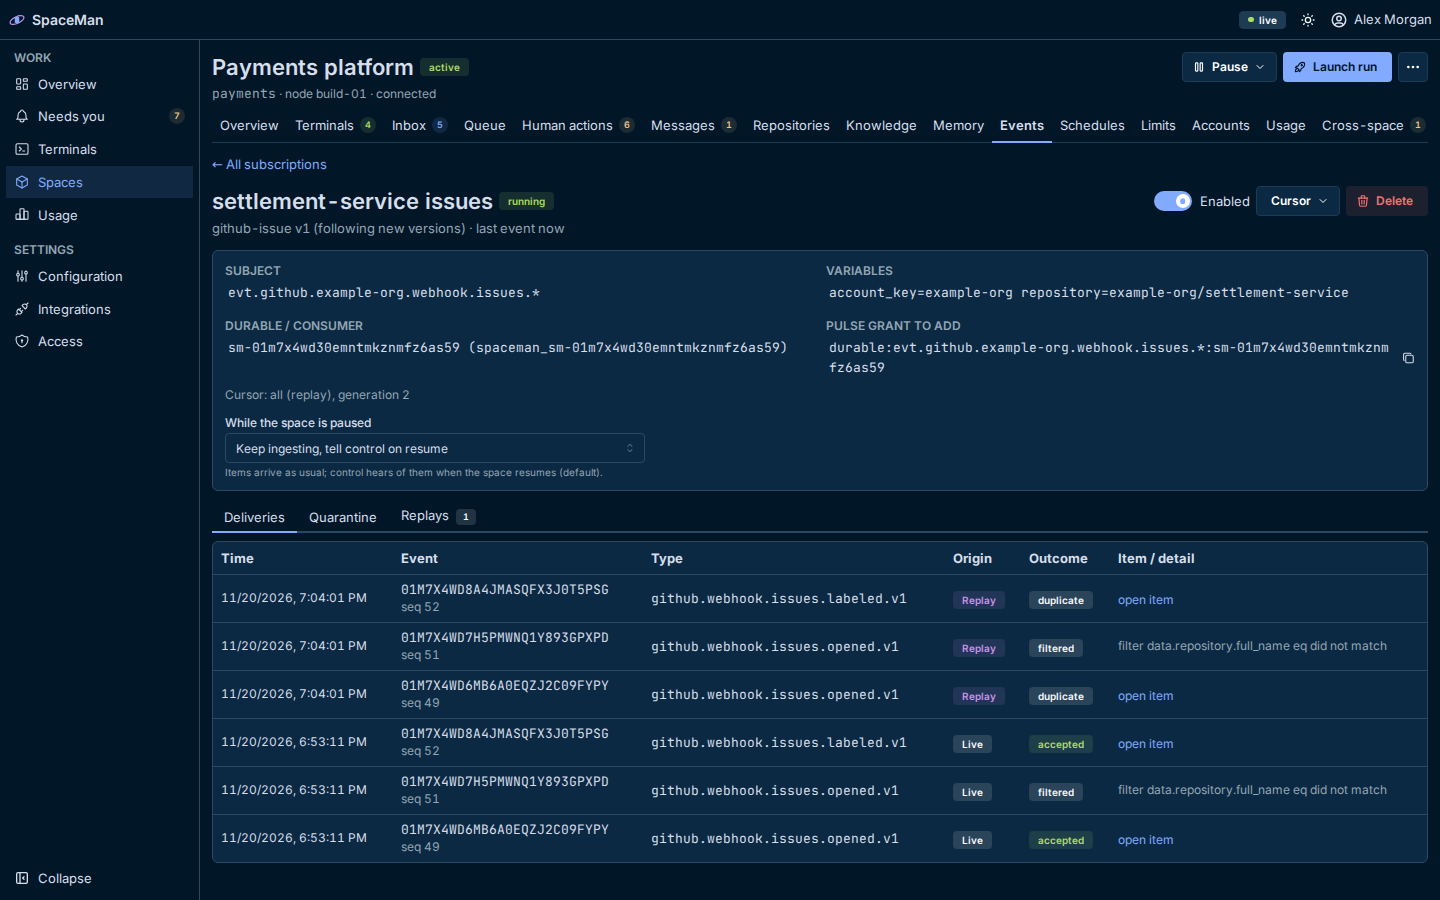 SpaceMan
live
Alex Morgan
WORK
Overview
Needs you 7
Terminals
Spaces
Usage
SETTINGS
Configuration
Integrations
Access
Collapse
Payments platform active
payments · node build-01 · connected
Pause
Launch run
Overview Terminals 4 Inbox 5 Queue Human actions 6 Messages 1 Repositories Knowledge Memory Events Schedules Limits Accounts Usage Cross-space 1
← All subscriptions
settlement-service issues running
github-issue v1 (following new versions) · last event now
Enabled
Cursor
Delete
SUBJECT
evt.github.example-org.webhook.issues.*
VARIABLES
account_key=example-org repository=example-org/settlement-service
DURABLE / CONSUMER
sm-01m7x4wd30emntmkznmfz6as59 (spaceman_sm-01m7x4wd30emntmkznmfz6as59)
PULSE GRANT TO ADD
durable:evt.github.example-org.webhook.issues.*:sm-01m7x4wd30emntmkznm
fz6as59
Cursor: all (replay), generation 2
While the space is paused
Keep ingesting, tell control on resume
Items arrive as usual; control hears of them when the space resumes (default).
Deliveries Quarantine Replays 1
Time Event Type Origin Outcome Item / detail
11/20/2026, 7:04:01 PM 01M7X4WD8A4JMASQFX3J0T5PSG github.webhook.issues.labeled.v1 Replay duplicate open item
seq 52
11/20/2026, 7:04:01 PM 01M7X4WD7H5PMWNQ1Y893GPXPD github.webhook.issues.opened.v1 Replay filtered filter data.repository.full_name eq did not match
seq 51
11/20/2026, 7:04:01 PM 01M7X4WD6MB6A0EQZJ2C09FYPY github.webhook.issues.opened.v1 Replay duplicate open item
seq 49
11/20/2026, 6:53:11 PM 01M7X4WD8A4JMASQFX3J0T5PSG github.webhook.issues.labeled.v1 Live accepted open item
seq 52
11/20/2026, 6:53:11 PM 01M7X4WD7H5PMWNQ1Y893GPXPD github.webhook.issues.opened.v1 Live filtered filter data.repository.full_name eq did not match
seq 51
11/20/2026, 6:53:11 PM 01M7X4WD6MB6A0EQZJ2C09FYPY github.webhook.issues.opened.v1 Live accepted open item
seq 49